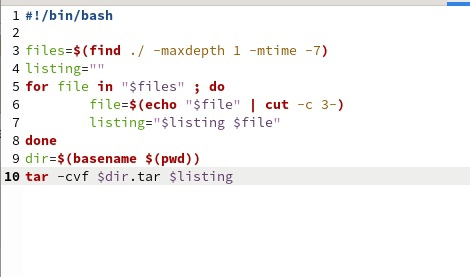 1 #!/bin/bash
2
3 files=$(find ./ -maxdepth 1 -mtime -7)
4 listing=""
5 for file in "$files" ; do
6         file=$(echo "$file" | cut -c 3-)
7         listing="$listing $file"
8 done
9 dir=$(basename $(pwd))
10 tar -cvf $dir.tar $listing